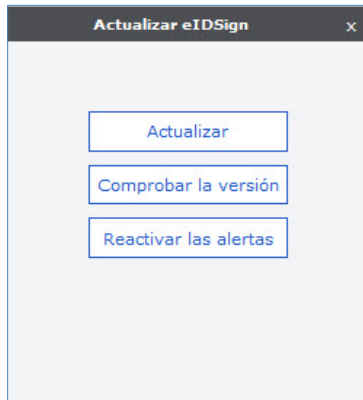 Actualizar eIDSign x
Actualizar
Comprobar la versión
Reactivar las alertas